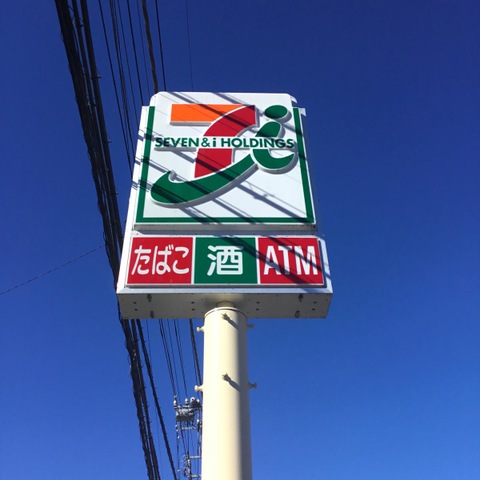 7i
SEVEN & i HOLDINGS
たばこ 酒 ATM